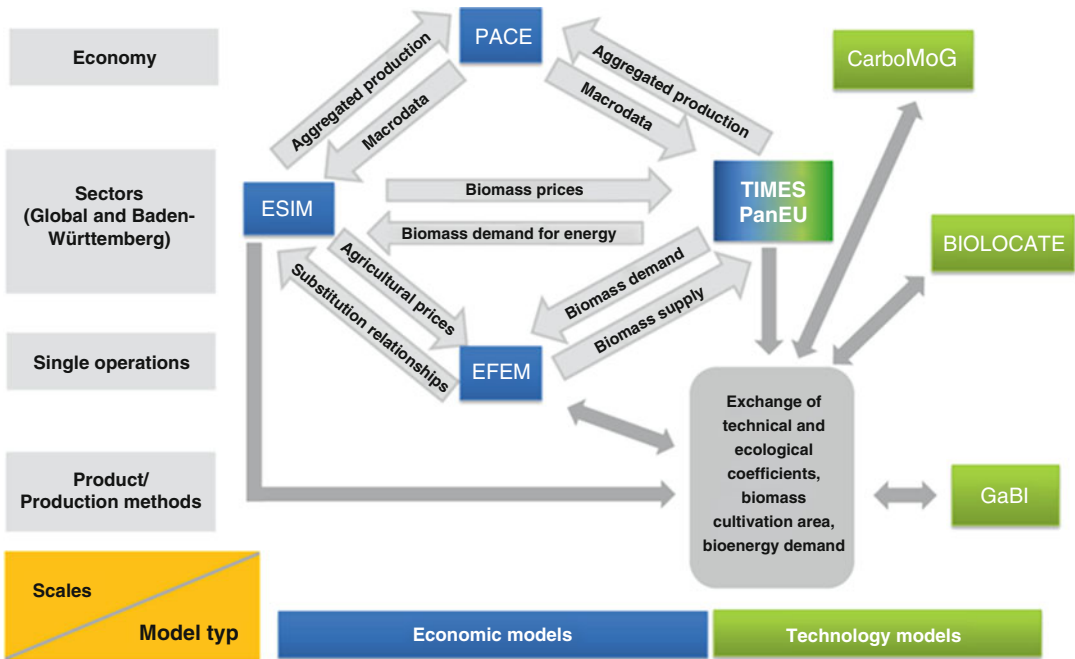 Economy
PACE
CarboMoG
Aggregated production
Macrodata
Aggregated production
Macrodata
Sectors
(Global and Baden-
Württemberg)
ESIM
Biomass prices
Biomass demand for energy
TIMES
PanEU
BIOLOCATE
Agricultural prices
Substitution relationships
Biomass demand
Biomass supply
Single operations
EFEM
Exchange of
technical and
ecological
coefficients,
biomass
cultivation area,
bioenergy demand
Product/
Production methods
GaBI
Scales
Model typ
Economic models
Technology models